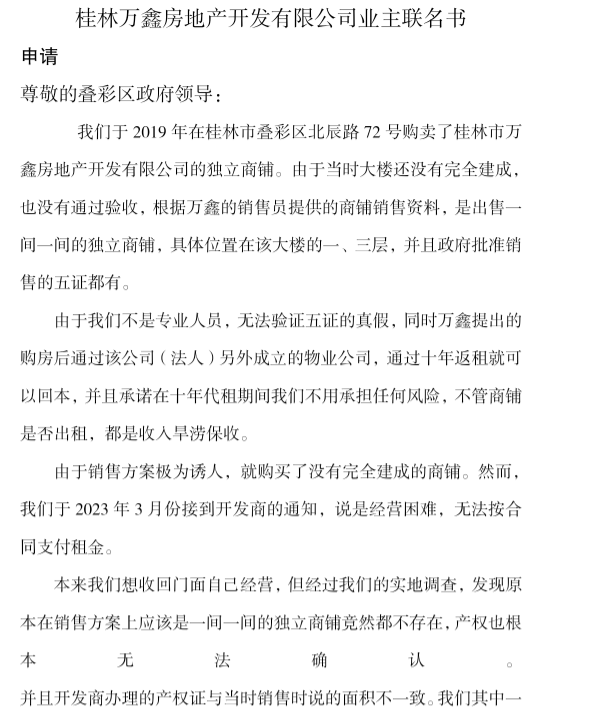 桂林万鑫房地产开发有限公司业主联名书
申请
尊敬的叠彩区政府领导：
我们于 2019 年在桂林市叠彩区北辰路 72 号购卖了桂林市万
鑫房地产开发有限公司的独立商铺。由于当时大楼还没有完全建成，
也没有通过验收，根据万鑫的销售员提供的商铺销售资料，是出售一
间一间的独立商铺，具体位置在该大楼的一、三层，并且政府批准销
售的五证都有。
由于我们不是专业人员，无法验证五证的真假，同时万鑫提出的
购房后通过该公司（法人）另外成立的物业公司，通过十年返租就可
以回本，并且承诺在十年代租期间我们不用承担任何风险，不管商铺
是否出租，都是收入旱涝保收。
由于销售方案极为诱人，就购买了没有完全建成的商铺。然而，
我们于 2023 年 3 月份接到开发商的通知，说是经营困难，无法按合
同支付租金。
本来我们想收回门面自己经营，但经过我们的实地调查，发现原
本在销售方案上应该是一间一间的独立商铺竟然都不存在，产权也根
本无法确认。
并且开发商办理的产权证与当时销售时说的面积不一致。我们其中一